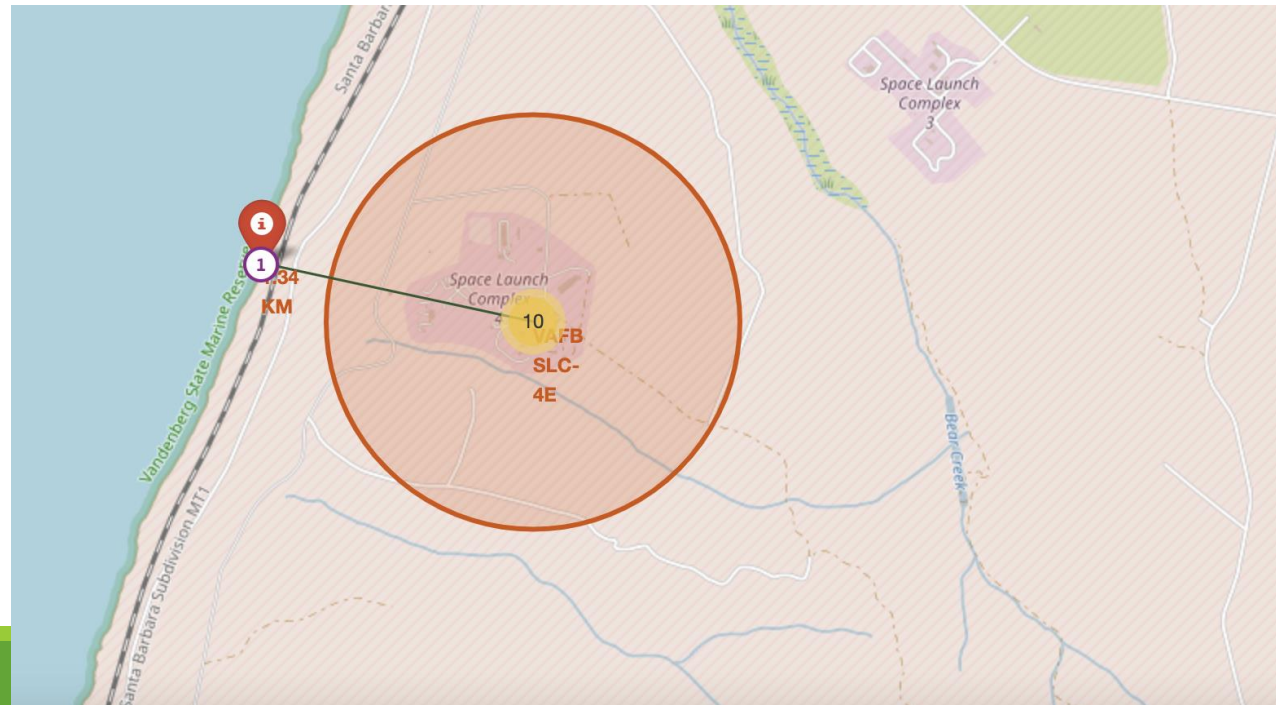 Santa Barbar
Space Launch
Complex
3
i
1
.34
KM
Space Launch
Complex
10
VAFB
SLC-
4E
Vandenberg State Marine Reserve
Bear Creek
Santa Barbara Subdivision MT1